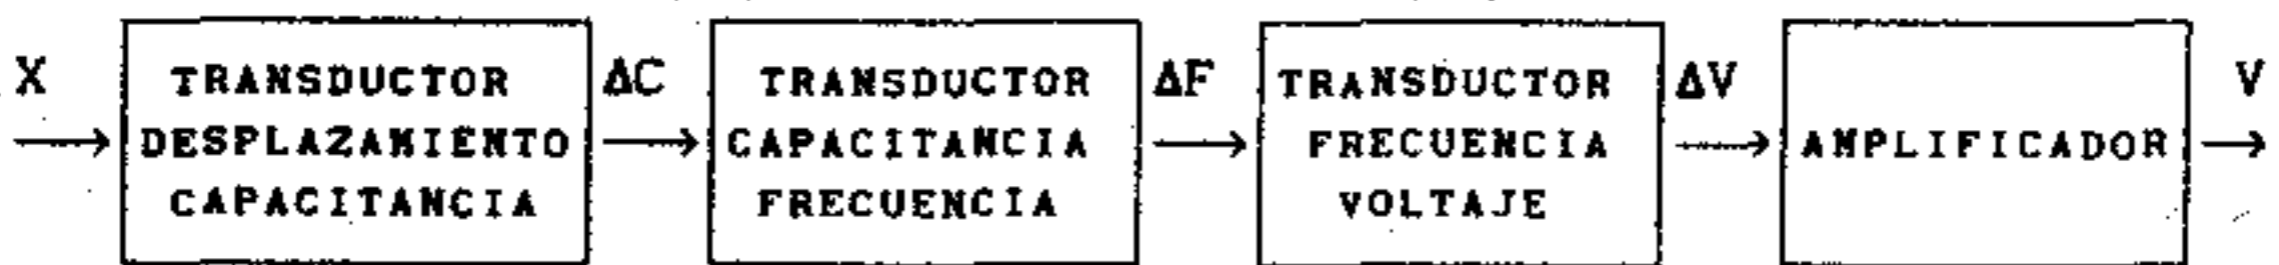 X
TRANSDUCTOR
DESPLAZAMIENTO
CAPACITANCIA
ΔC
TRANSDUCTOR
CAPACITANCIA
FRECUENCIA
ΔF
TRANSDUCTOR
FRECUENCIA
VOLTAJE
ΔV
AMPLIFICADOR
V